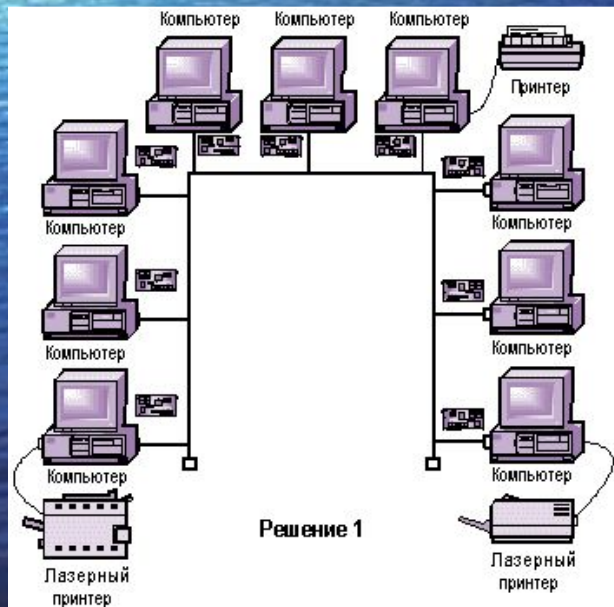 Компьютер
Компьютер
Компьютер
Принтер
Компьютер
Компьютер
Компьютер
Компьютер
Компьютер
Компьютер
Решение 1
Лазерный
принтер
Лазерный
принтер